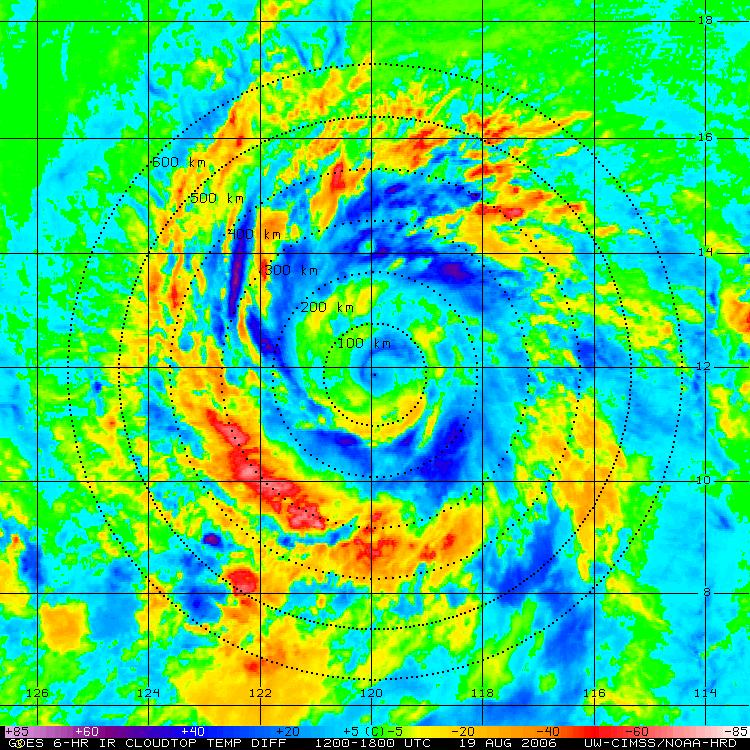 18
16
600 km
500 km
400 km
14
300 km
200 km
100 km
12
10
8
126 124 122 120 118 116 114
+85 +60 +40 +20 +5 (C) -5 -20 -40 -60 -85
GOES 6-HR IR CLOUDTOP TEMP DIFF 1200-1800 UTC 19 AUG 2006 UW-CIMSS/NOAA-HRD